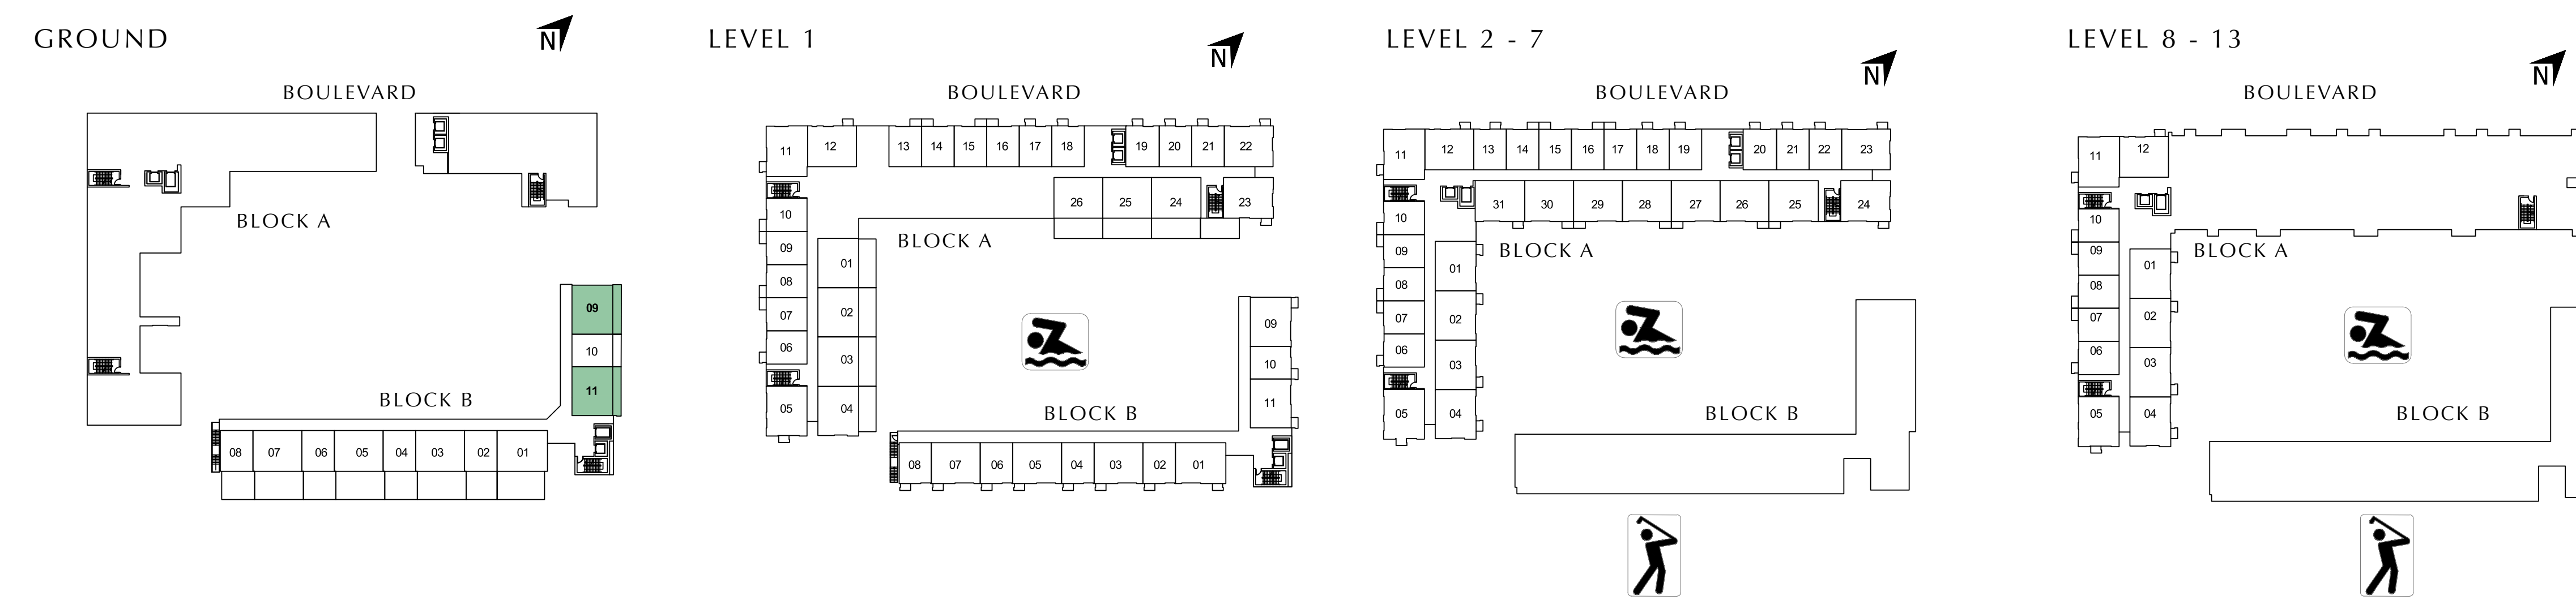 GROUND
N
BOULEVARD
BLOCK A
09
10
11
BLOCK B
08 07 06 05 04 03 02 01
LEVEL 1
N
BOULEVARD
11 12 13 14 15 16 17 18 19 20 21 22
26 25 24 23
10
BLOCK A
09 01
08
02
07
09
06 03
10
11
05 04
BLOCK B
08 07 06 05 04 03 02 01
LEVEL 2 - 7
N
BOULEVARD
11 12 13 14 15 16 17 18 19 20 21 22 23
31 30 29 28 27 26 25 24
10
BLOCK A
09
01
08
07 02
06
03
05 04
BLOCK B
LEVEL 8 - 13
N
BOULEVARD
11 12
10
BLOCK A
09
01
08
07 02
06
03
05 04
BLOCK B